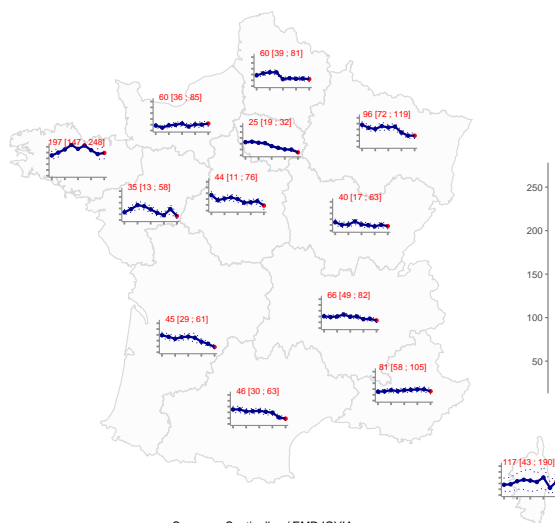 60 [39 ; 81]
60 [36 ; 85]
25 [19 ; 32]
96 [72 ; 119]
197 [147 ; 248]
35 [13 ; 58]
44 [11 ; 76]
40 [17 ; 63]
250
200
150
100
50
66 [49 ; 82]
45 [29 ; 61]
81 [58 ; 105]
46 [30 ; 63]
117 [43 ; 190]